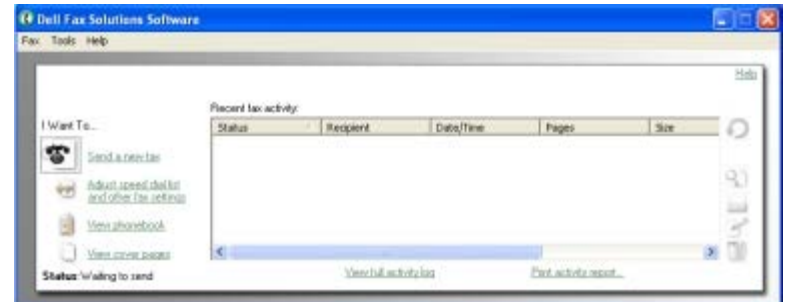 Dell Fax Solutions Software
Fax Tools Help
Help
Recent fax activity:
I Want To...
Status Recipient Date/Time Pages Size
Send a new fax
Adjust speed dial list
and other fax settings
View phonebook
View cover pages
Status: Waiting to send
View full activity log Print activity report...